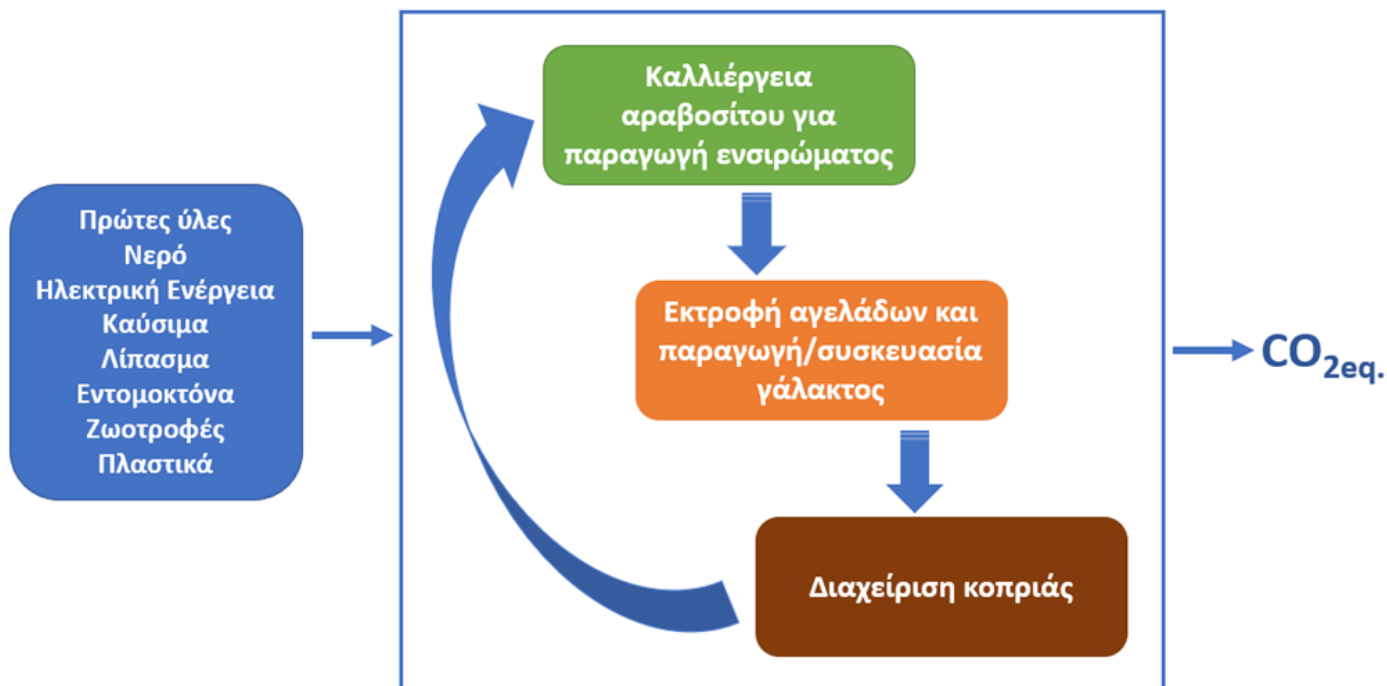 Καλλιέργεια
αραβοσίτου για
παραγωγή ενσιρώματος
Πρώτες ύλες
Νερό
Ηλεκτρική Ενέργεια
Καύσιμα
Λίπασμα
Εντομοκτόνα
Ζωοτροφές
Πλαστικά
Εκτροφή αγελάδων και
παραγωγή/συσκευασία
γάλακτος
CO2eq.
Διαχείριση κοπριάς